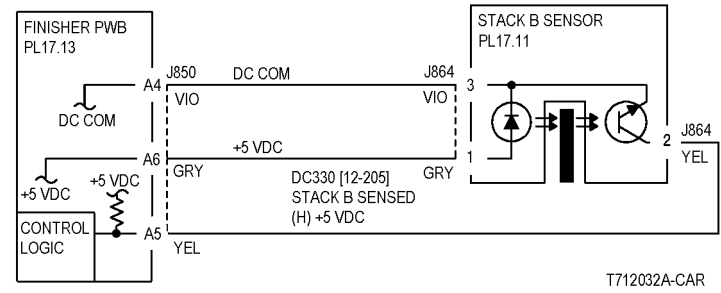 FINISHER PWB
PL17.13
STACK B SENSOR
PL17.11
A4
J850
DC COM
J864
3
VIO
VIO
DC COM
J864
2
YEL
A6
+5 VDC
1
GRY
GRY
+5 VDC
+5 VDC
DC330 [12-205]
STACK B SENSED
(H) +5 VDC
CONTROL
LOGIC
A5
YEL
T712032A-CAR